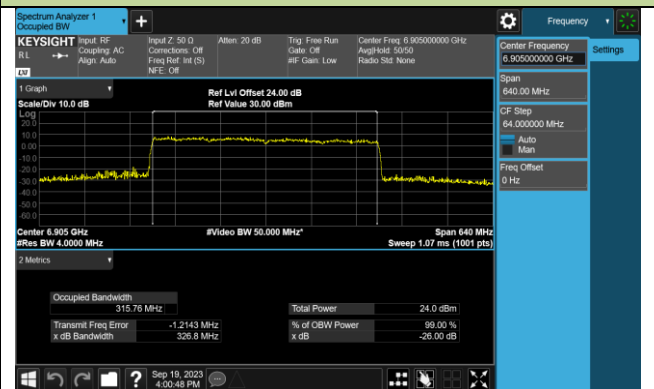 Spectrum Analyzer 1
Occupied BW
Frequency
KEYSIGHT
RL
LXI
Input: RF
Coupling: AC
Align: Auto
Input Z: 50 Ω
Corrections: Off
Freq Ref: Int (S)
NFE: Off
Atten: 20 dB
Trig: Free Run
Gate: Off
#IF Gain: Low
Center Freq: 6.905000000 GHz
Avg|Hold: 50/50
Radio Std: None
Center Frequency
6.905000000 GHz
Settings
Span
640.00 MHz
CF Step
64.000000 MHz
Auto
Man
Freq Offset
0 Hz
1 Graph
Scale/Div 10.0 dB
Ref Lvl Offset 24.00 dB
Ref Value 30.00 dBm
Log
20.0
10.0
0.00
-10.0
-20.0
-30.0
-40.0
-50.0
-60.0
Center 6.905 GHz
#Res BW 4.0000 MHz
#Video BW 50.000 MHz*
Span 640 MHz
Sweep 1.07 ms (1001 pts)
2 Metrics
Occupied Bandwidth
315.76 MHz
Total Power 24.0 dBm
Transmit Freq Error -1.2143 MHz
% of OBW Power 99.00 %
x dB Bandwidth 326.8 MHz
x dB -26.00 dB
?
Sep 19, 2023
4:00:48 PM